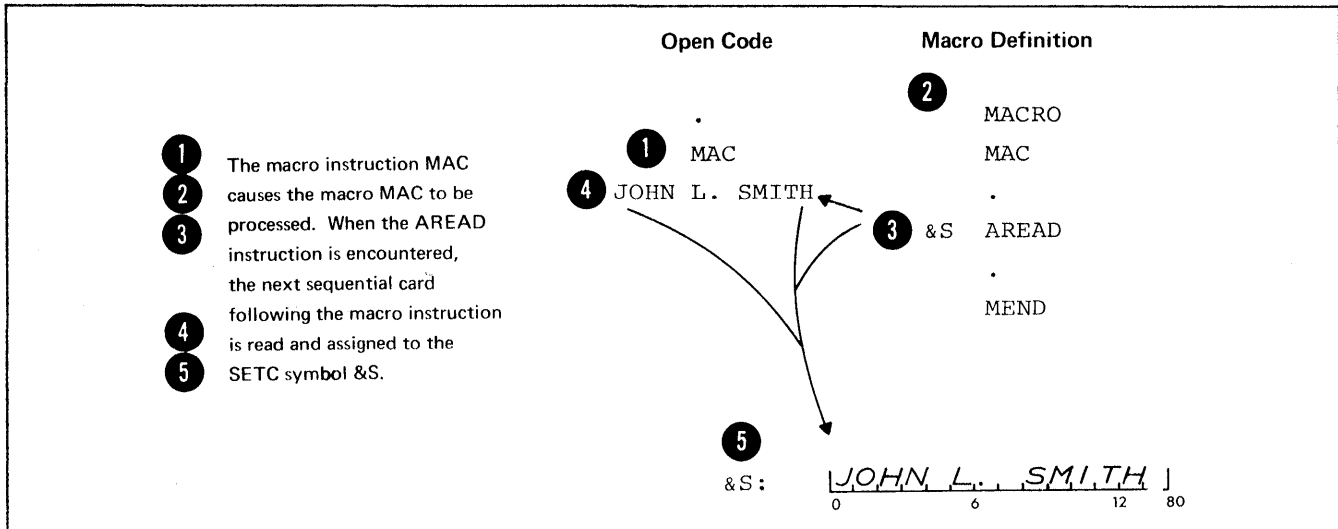 Open Code Macro Definition
2
MACRO
.
1 MAC MAC
4 JOHN L. SMITH .
3 &S AREAD
.
MEND
1 The macro instruction MAC
2 causes the macro MAC to be
3 processed. When the AREAD
instruction is encountered,
the next sequential card
4 following the macro instruction
is read and assigned to the
5 SETC symbol &S.
5
&S: JOHN L. SMITH
0 6 12 80